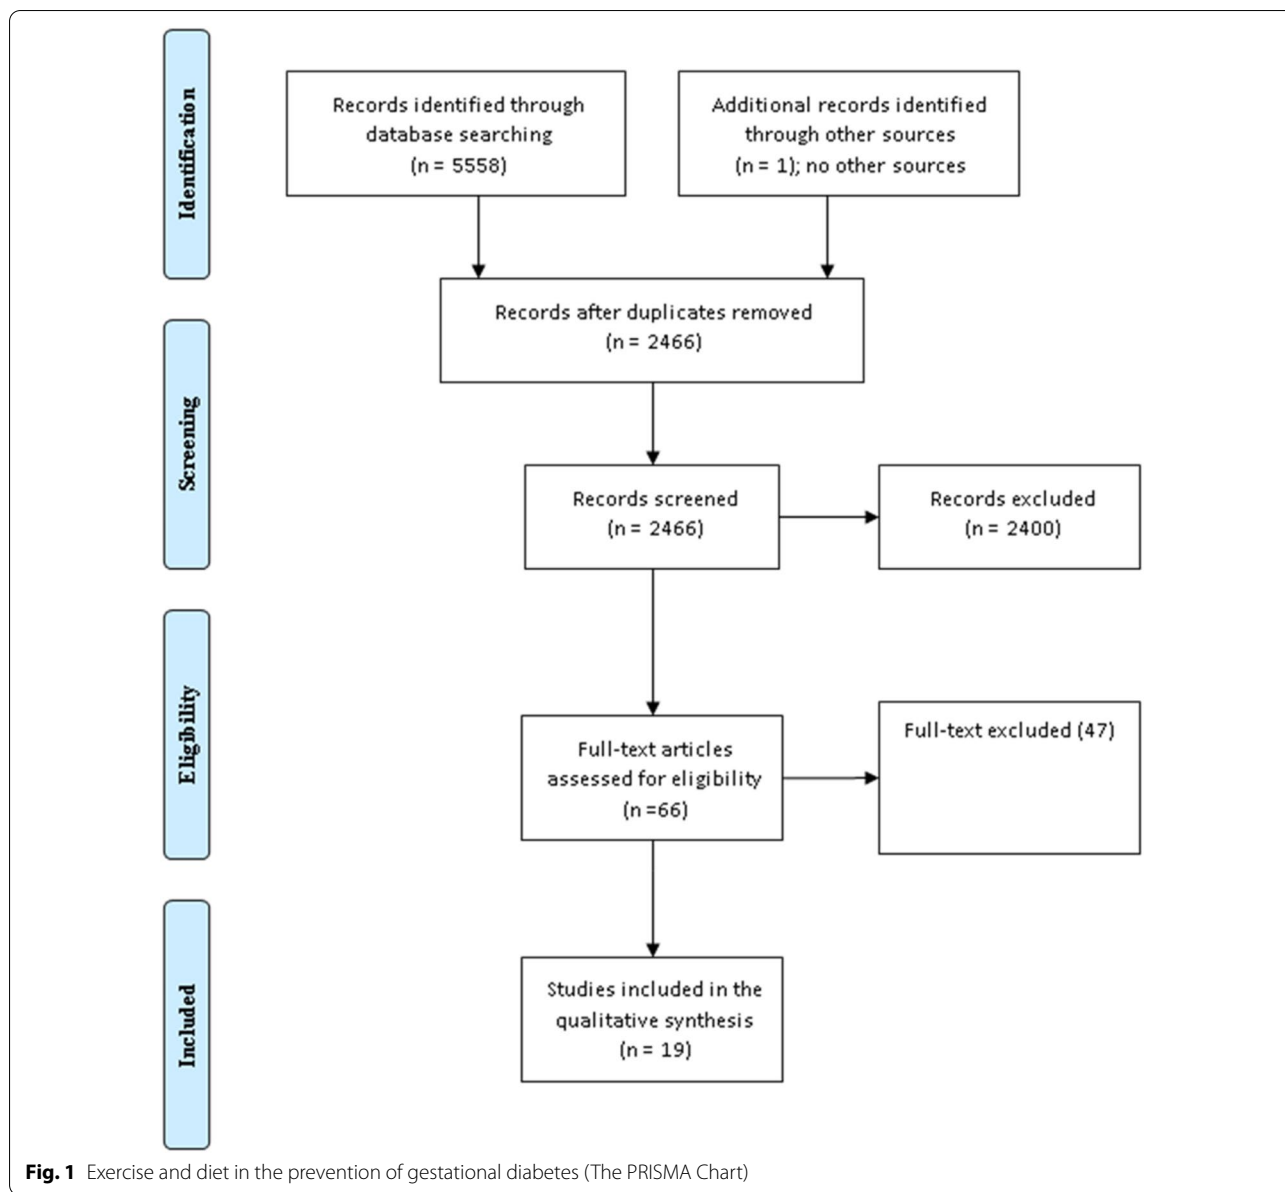 Identification
Records identified through
database searching
(n = 5558)
Additional records identified
through other sources
(n = 1); no other sources
Records after duplicates removed
(n = 2466)
Screening
Records screened
(n = 2466)
Records excluded
(n = 2400)
Eligibility
Full-text articles
assessed for eligibility
(n =66)
Full-text excluded (47)
Included
Studies included in the
qualitative synthesis
(n = 19)
Fig. 1 Exercise and diet in the prevention of gestational diabetes (The PRISMA Chart)